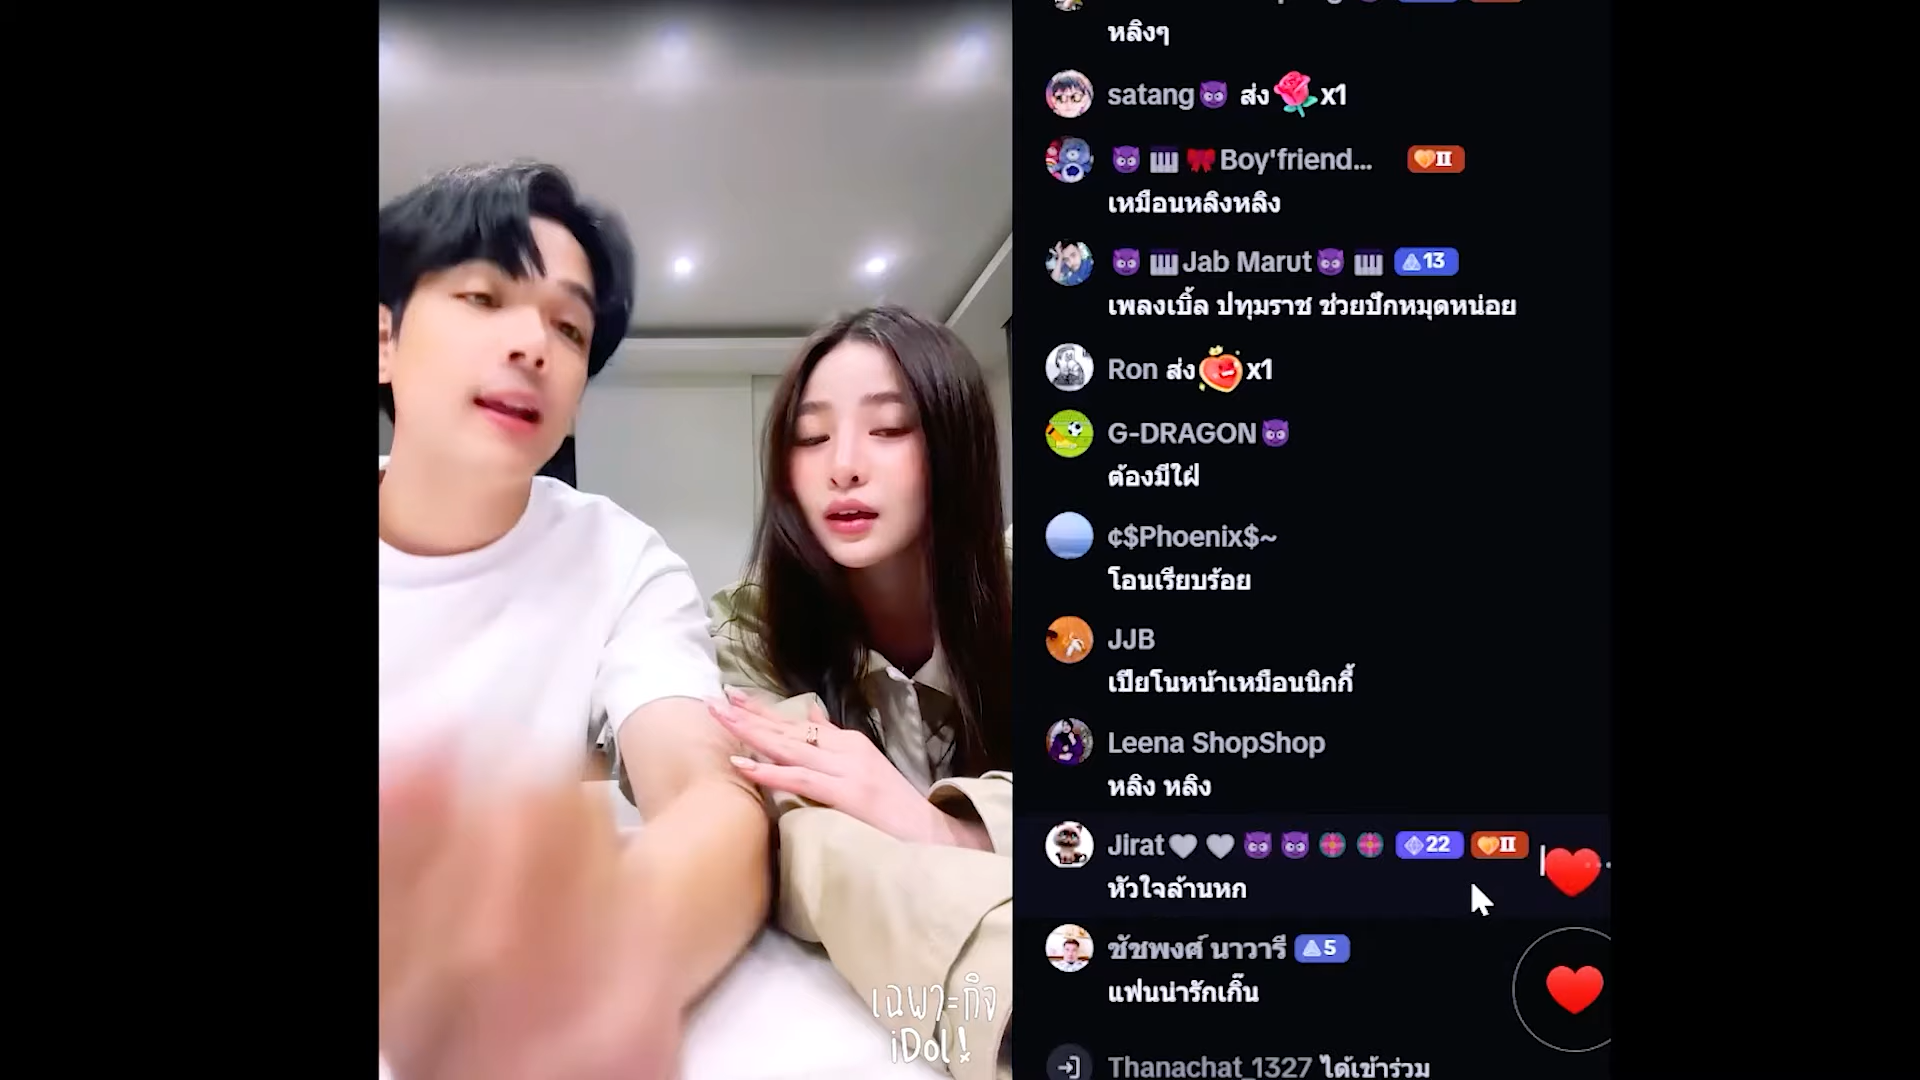 หลิงๆ
satang ส่ง x1
Boy'friend... II
เหมือนหลิงหลิง
Jab Marut 13
เพลงเบิ้ล ปทุมราช ช่วยปักหมุดหน่อย
Ron ส่ง x1
G-DRAGON
ต้องมีใฝ่
¢$Phoenix$~
โอนเรียบร้อย
JJB
เปียโนหน้าเหมือนนิกกี้
Leena ShopShop
หลิง หลิง
Jirat 22 II
หัวใจล้านหก
ชัชพงศ์ นาวารี 5
แฟนน่ารักเกิ๊น
Thanachat_1327 ได้เข้าร่วม
เฉพาะกิจ
iDol!